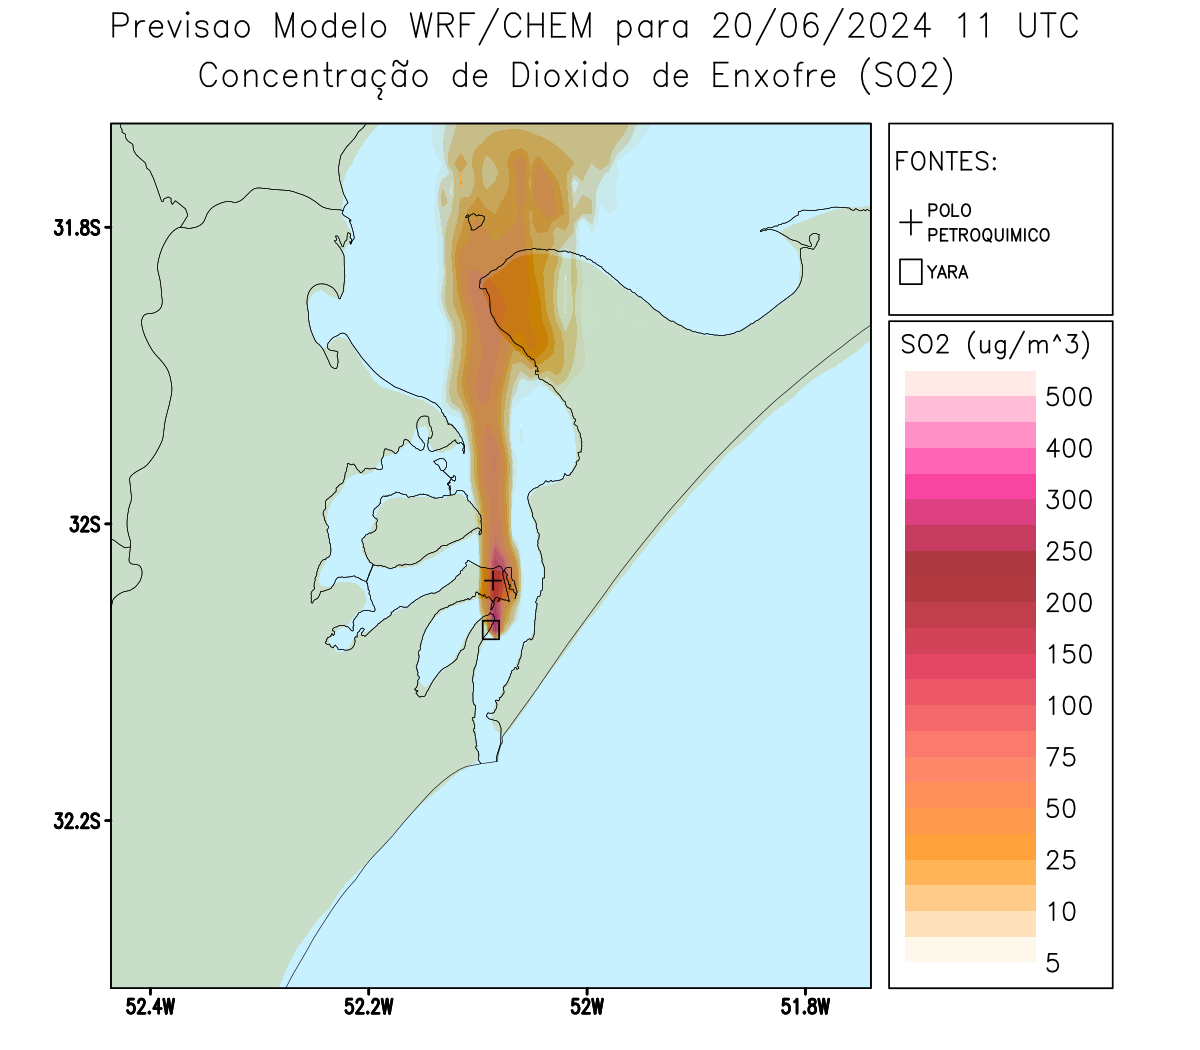 Previsao Modelo WRF/CHEM para 20/06/2024 11 UTC
Concentração de Dioxido de Enxofre (SO2)
FONTES:
POLO
PETROQUIMICO
YARA
SO2 (ug/m^3)
500
400
300
250
200
150
100
75
50
25
10
5
31.8S
32S
32.2S
52.4W 52.2W 52W 51.8W